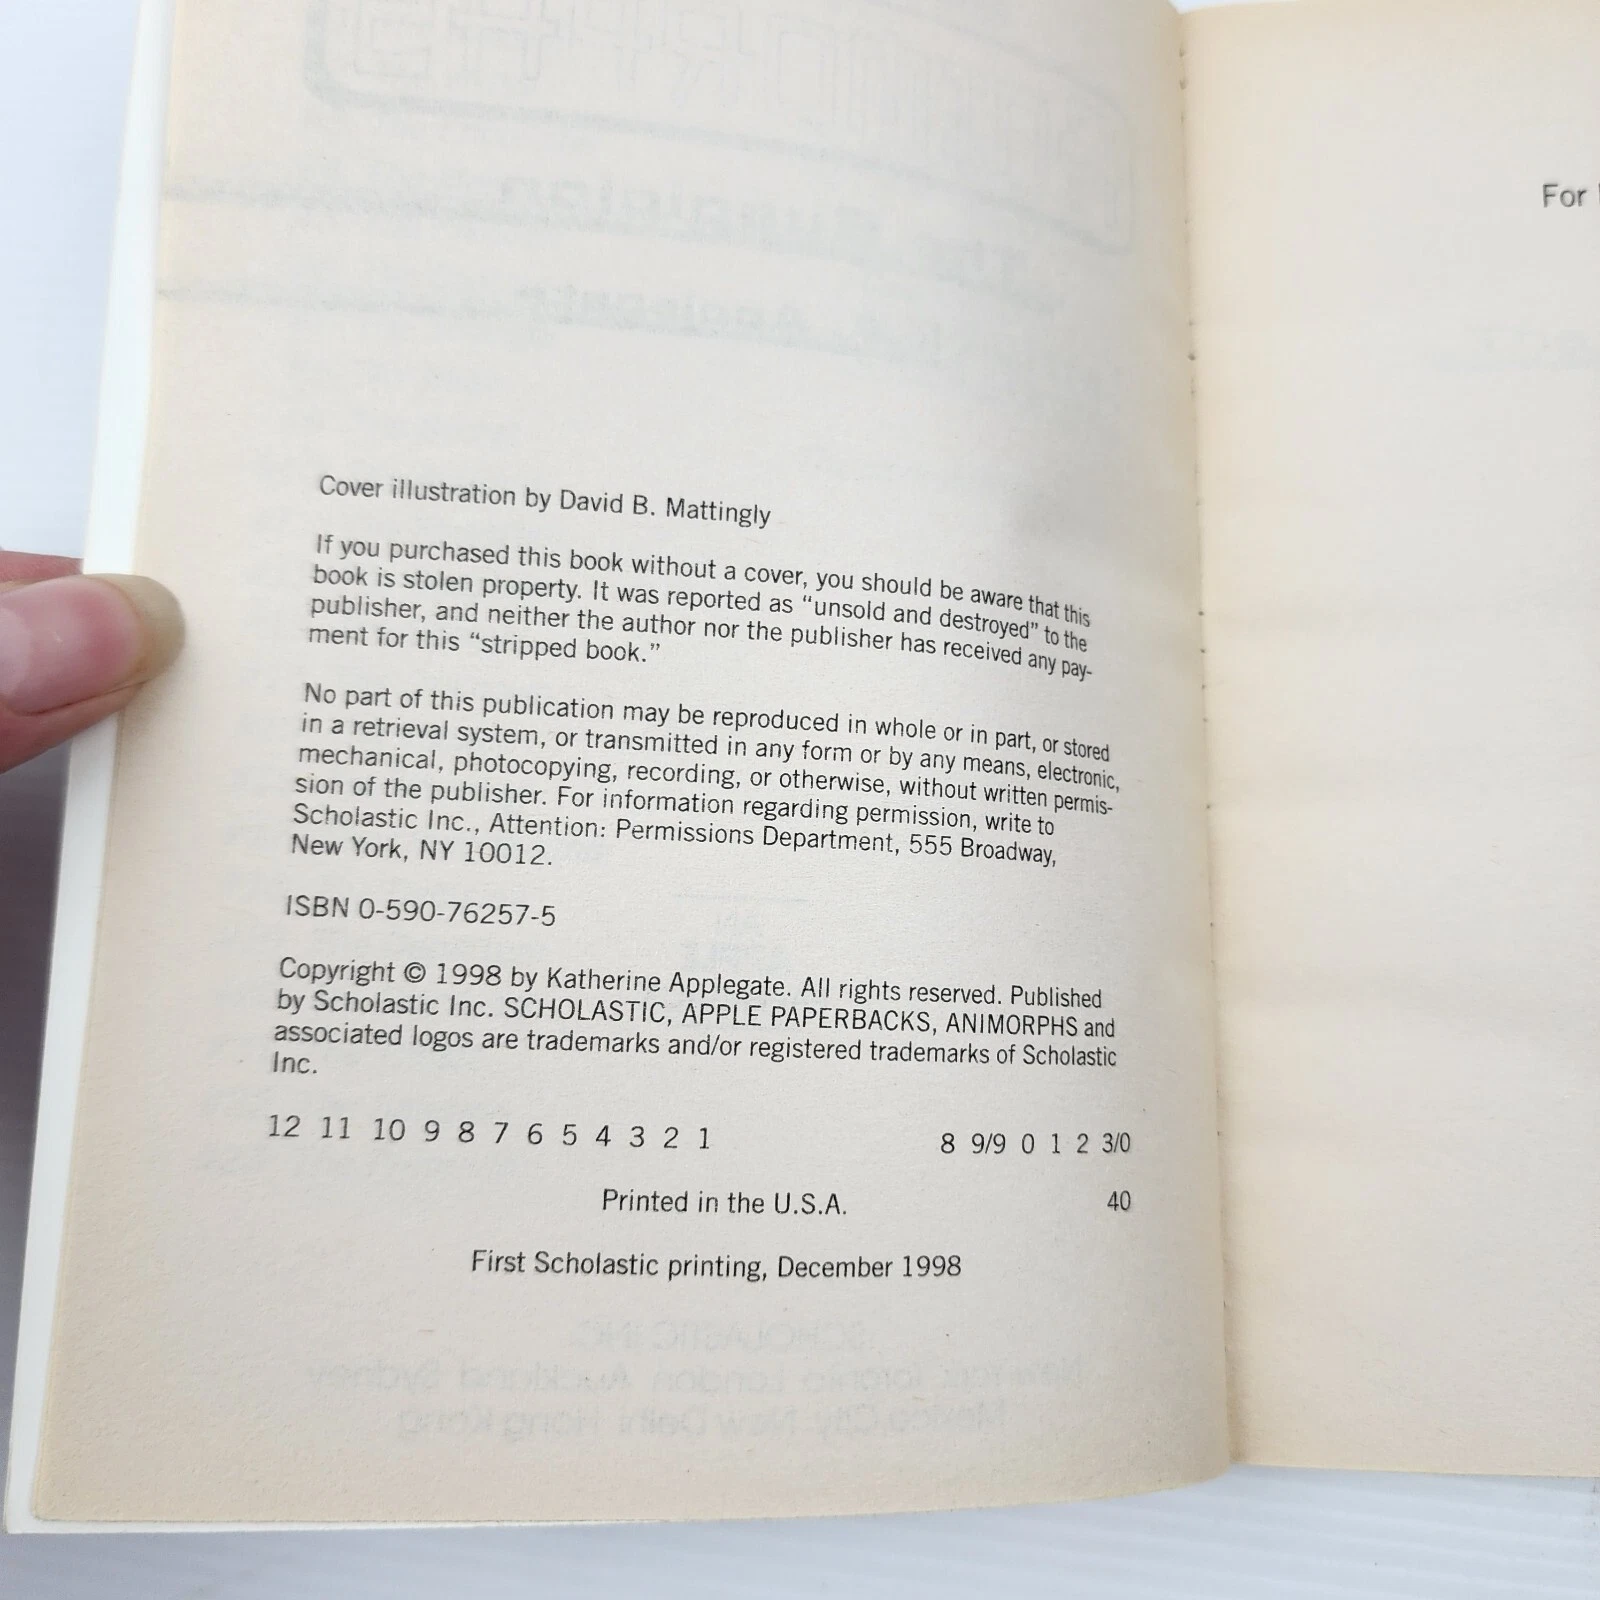 Cover illustration by David B. Mattingly
If you purchased this book without a cover, you should be aware that this
book is stolen property. It was reported as “unsold and destroyed” to the
publisher, and neither the author nor the publisher has received any pay-
ment for this “stripped book.”
No part of this publication may be reproduced in whole or in part, or stored
in a retrieval system, or transmitted in any form or by any means, electronic,
mechanical, photocopying, recording, or otherwise, without written permis-
sion of the publisher. For information regarding permission, write to
Scholastic Inc., Attention: Permissions Department, 555 Broadway,
New York, NY 10012.
ISBN 0-590-76257-5
Copyright © 1998 by Katherine Applegate. All rights reserved. Published
by Scholastic Inc. SCHOLASTIC, APPLE PAPERBACKS, ANIMORPHS and
associated logos are trademarks and/or registered trademarks of Scholastic
Inc.
12 11 10 9 8 7 6 5 4 3 2 1 8 9/9 0 1 2 3/0
Printed in the U.S.A. 40
First Scholastic printing, December 1998
For